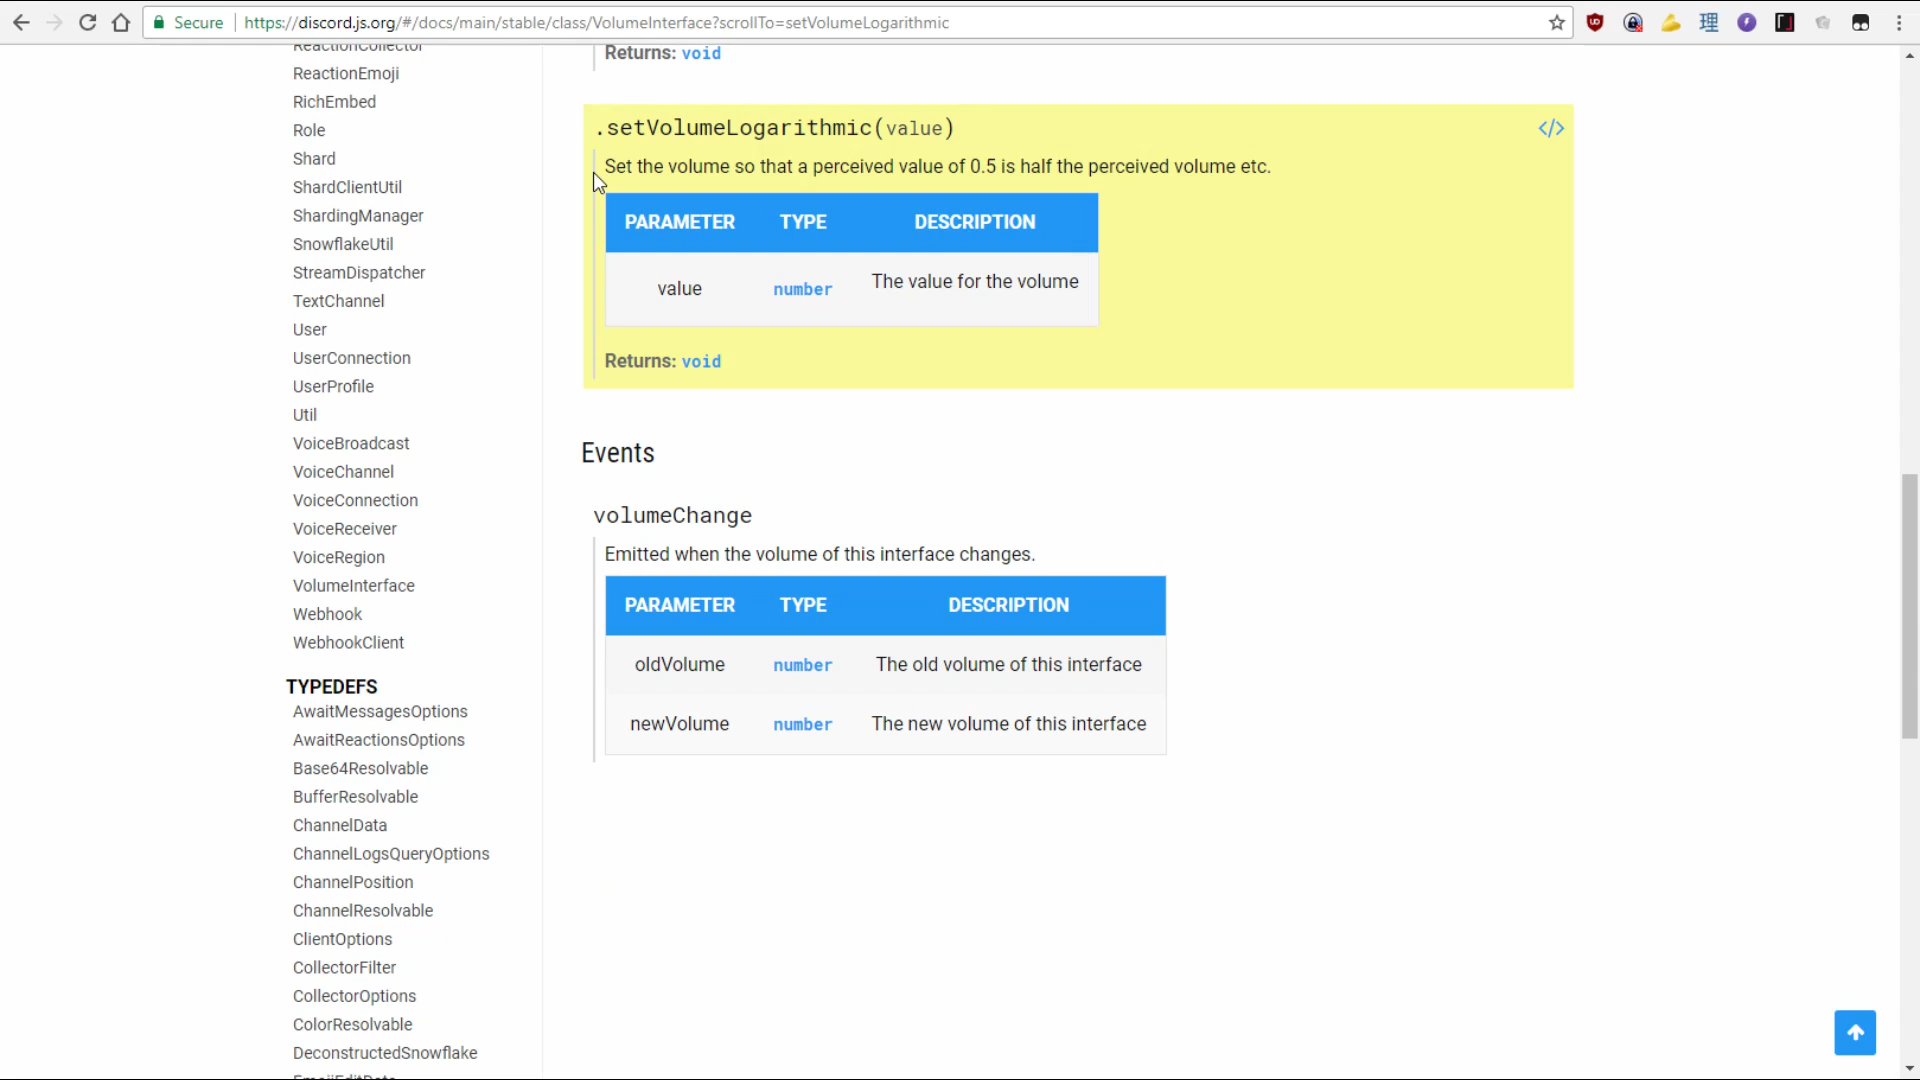 Secure https://discord.js.org/#/docs/main/stable/class/VolumeInterface?scrollTo=setVolumeLogarithmic
ReactionCollector
ReactionEmoji
RichEmbed
Role
Shard
ShardClientUtil
ShardingManager
SnowflakeUtil
StreamDispatcher
TextChannel
User
UserConnection
UserProfile
Util
VoiceBroadcast
VoiceChannel
VoiceConnection
VoiceReceiver
VoiceRegion
VolumeInterface
Webhook
WebhookClient
TYPEDEFS
AwaitMessagesOptions
AwaitReactionsOptions
Base64Resolvable
BufferResolvable
ChannelData
ChannelLogsQueryOptions
ChannelPosition
ChannelResolvable
ClientOptions
CollectorFilter
CollectorOptions
ColorResolvable
DeconstructedSnowflake
EmojiEditData
Returns: void
.setVolumeLogarithmic(value)
</>
Set the volume so that a perceived value of 0.5 is half the perceived volume etc.
PARAMETER TYPE DESCRIPTION
value number The value for the volume
Returns: void
Events
volumeChange
Emitted when the volume of this interface changes.
PARAMETER TYPE DESCRIPTION
oldVolume number The old volume of this interface
newVolume number The new volume of this interface
理